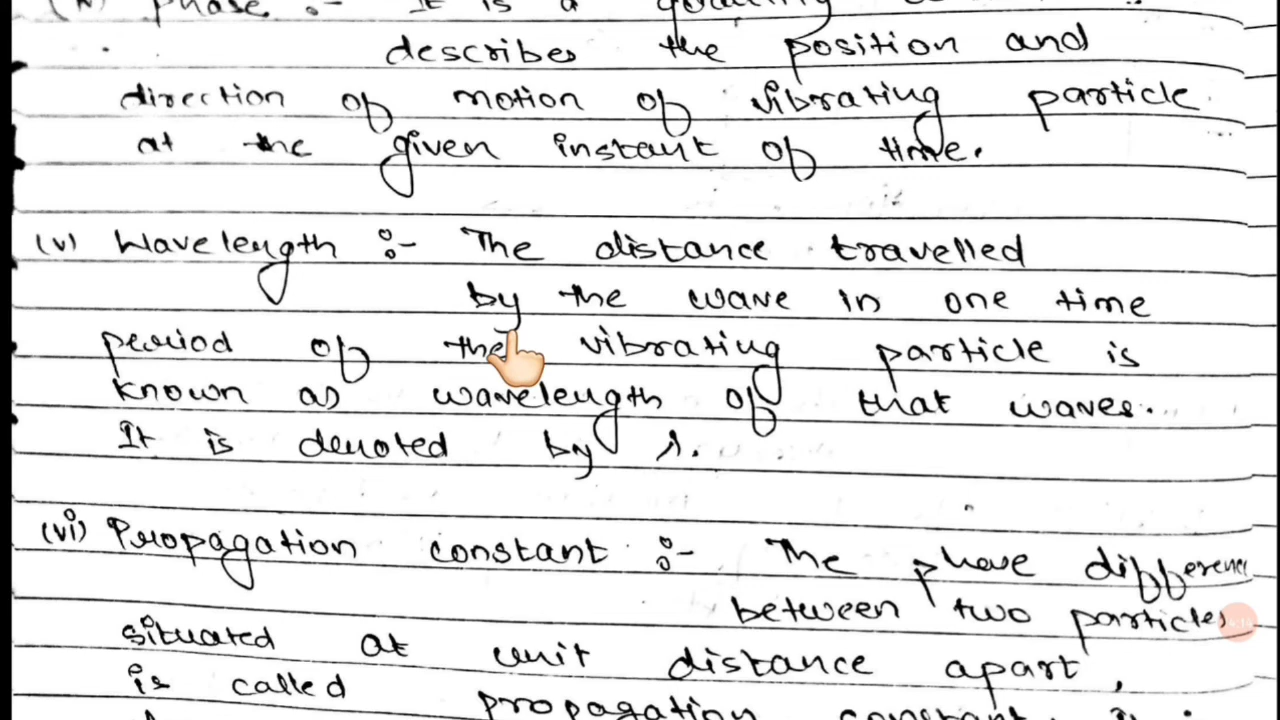 phase :- It is a
describes the position and
direction of motion of vibrating particle
at the given instant of time.
(v) Wavelength :- The distance travelled
by the wave in one time
period of the vibrating particle is
known as wavelength of that waves.
It is denoted by λ.
(vi) Propagation constant :- The phase difference
between two particles
situated at unit distance apart,
is called propagation constant.